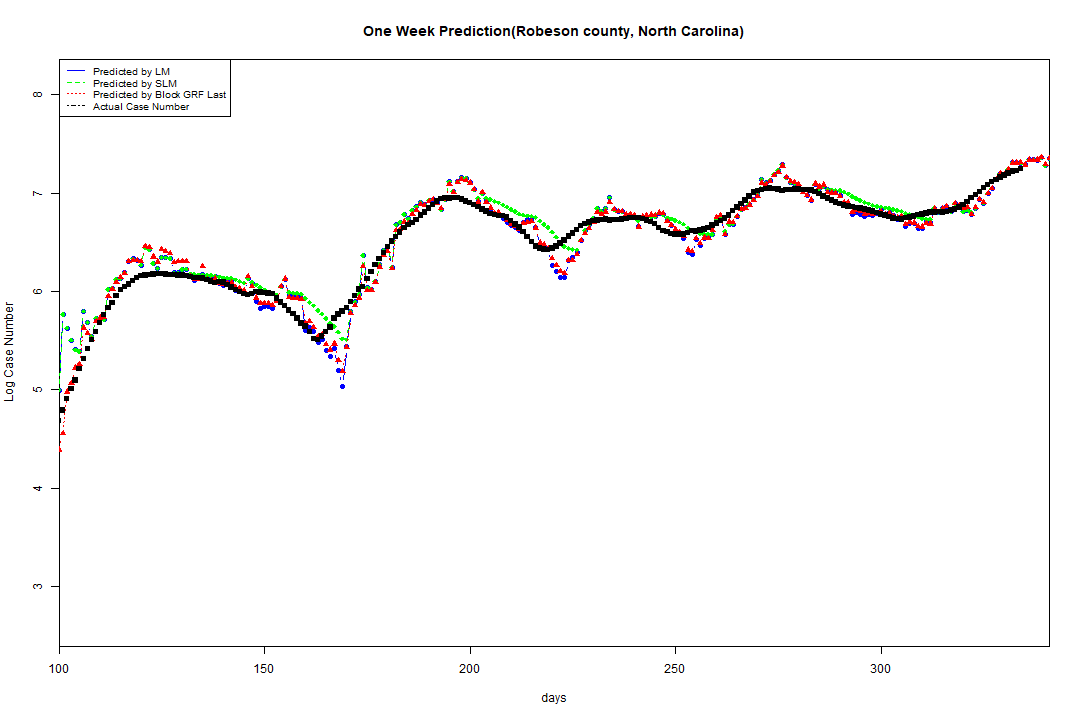 One Week Prediction(Robeson county, North Carolina)
Predicted by LM
Predicted by SLM
Predicted by Block GRF Last
Actual Case Number
8
7
6
5
4
3
Log Case Number
100 150 200 250 300
days